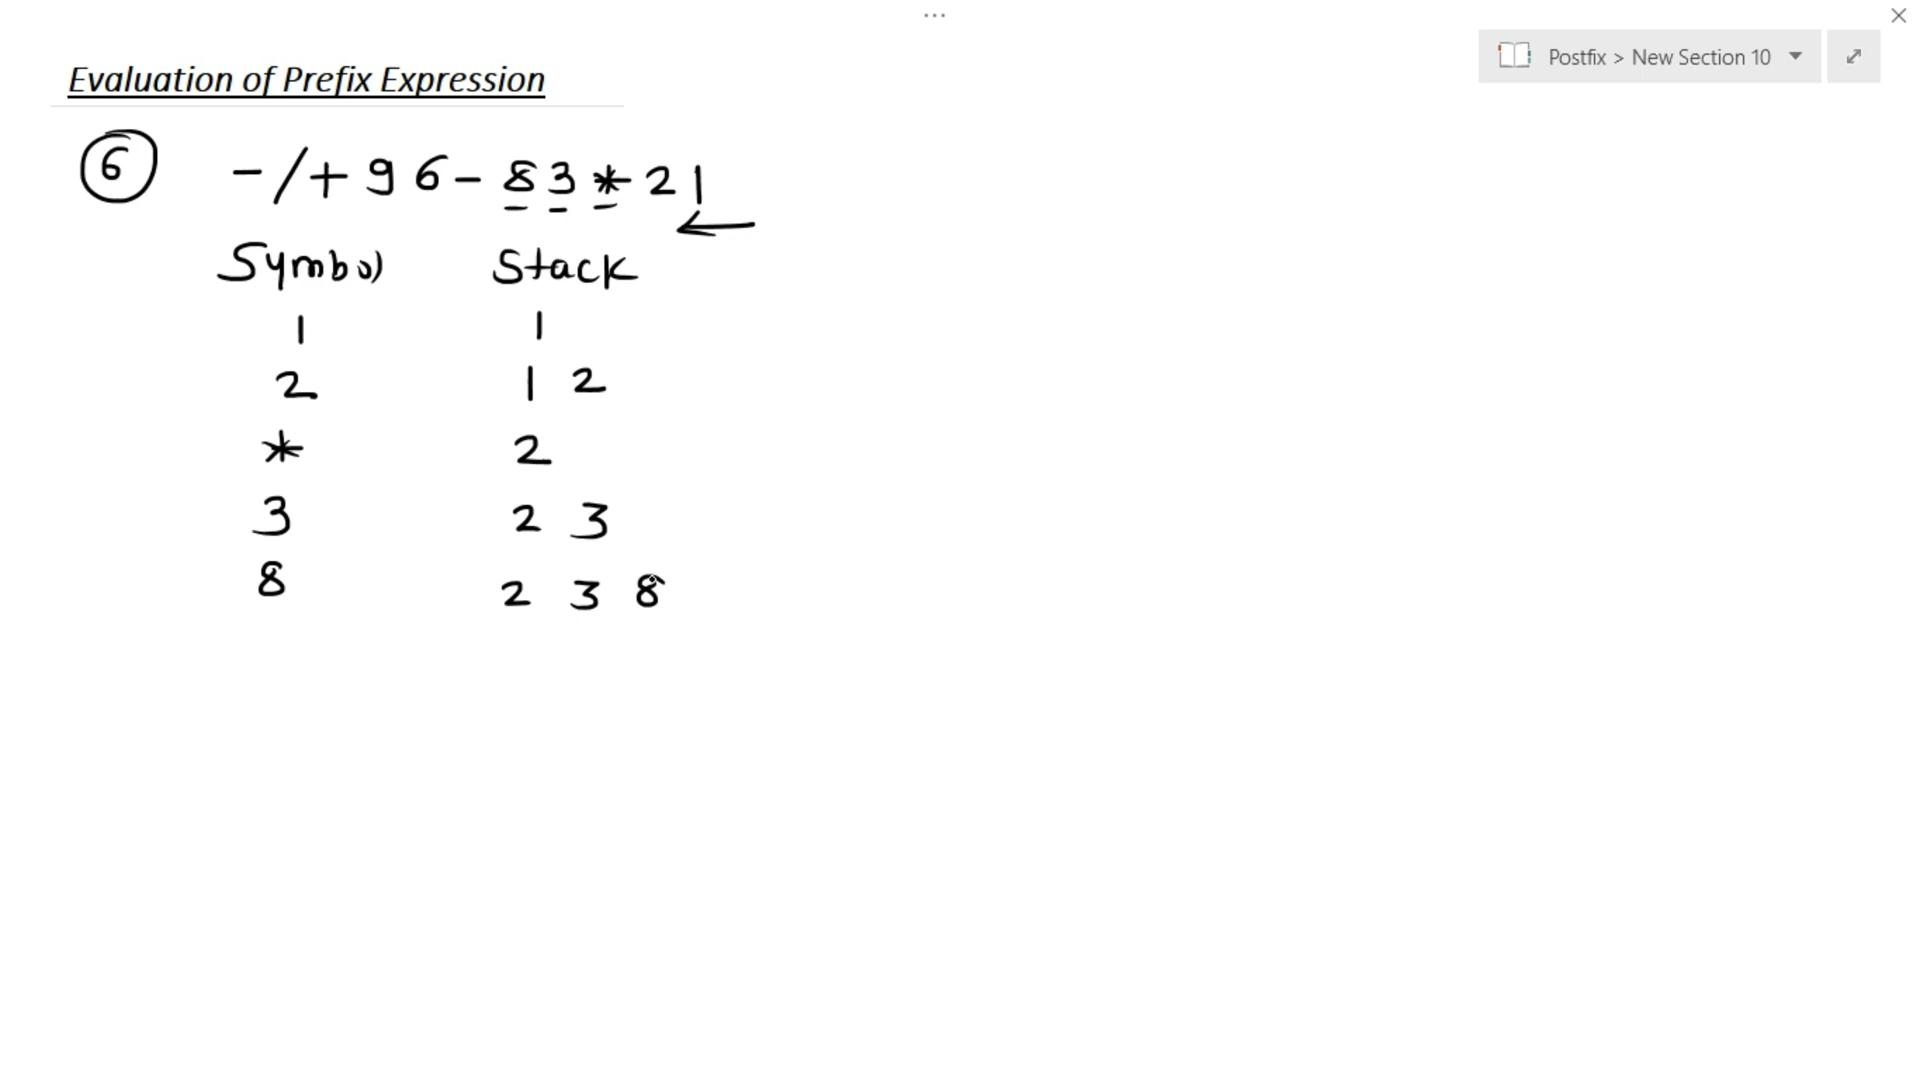 Postfix > New Section 10
Evaluation of Prefix Expression
6 - / + 9 6 - 8 3 * 2 1
Symbol Stack
1 1
2 1 2
* 2
3 2 3
8 2 3 8